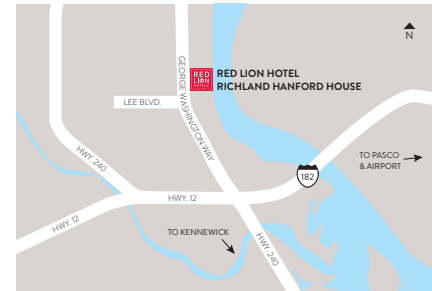 N
RED
LION
HOTELS
RED LION HOTEL
RICHLAND HANFORD HOUSE
GEORGE WASHINGTON WAY
LEE BLVD.
HWY. 240
TO PASCO
& AIRPORT
182
HWY. 12
HWY. 12
TO KENNEWICK
HWY. 240